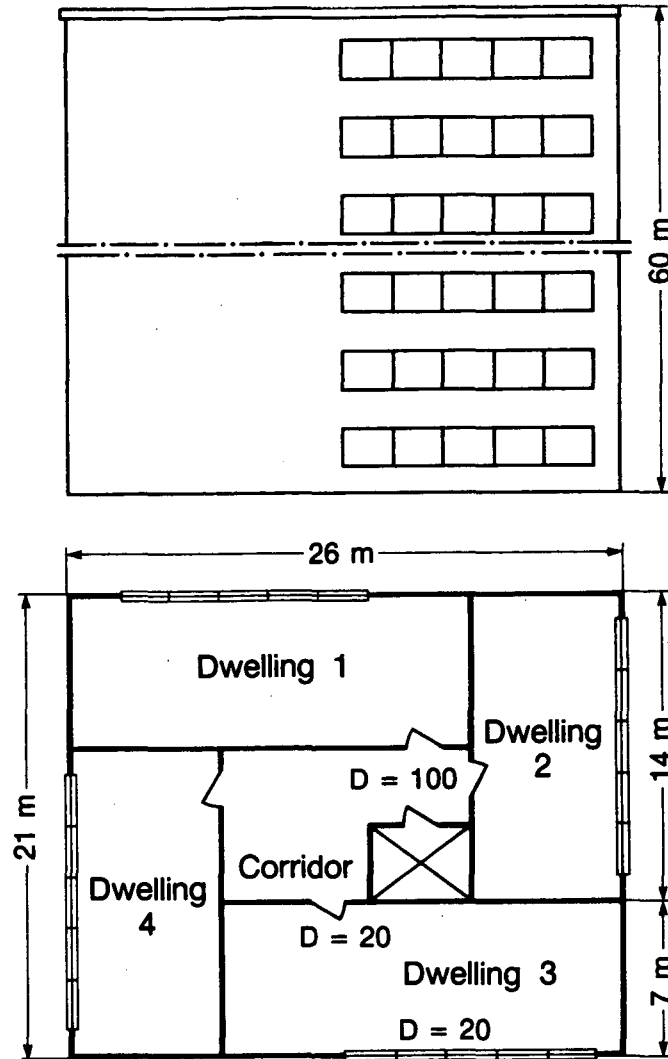 60 m
26 m
Dwelling 1
Dwelling
2
14 m
D = 100
21 m
Corridor
Dwelling
4
D = 20
Dwelling 3
7 m
D = 20